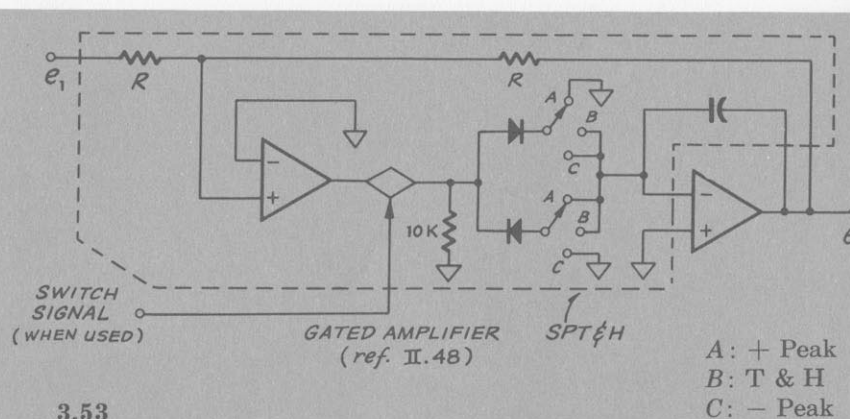 e₁
R
R
A
B
C
−
+
10K
A
B
C
−
+
SWITCH
SIGNAL
(WHEN USED)
GATED AMPLIFIER
(ref. II.48)
SPT&H
A: + Peak
B: T & H
C: − Peak
3.53